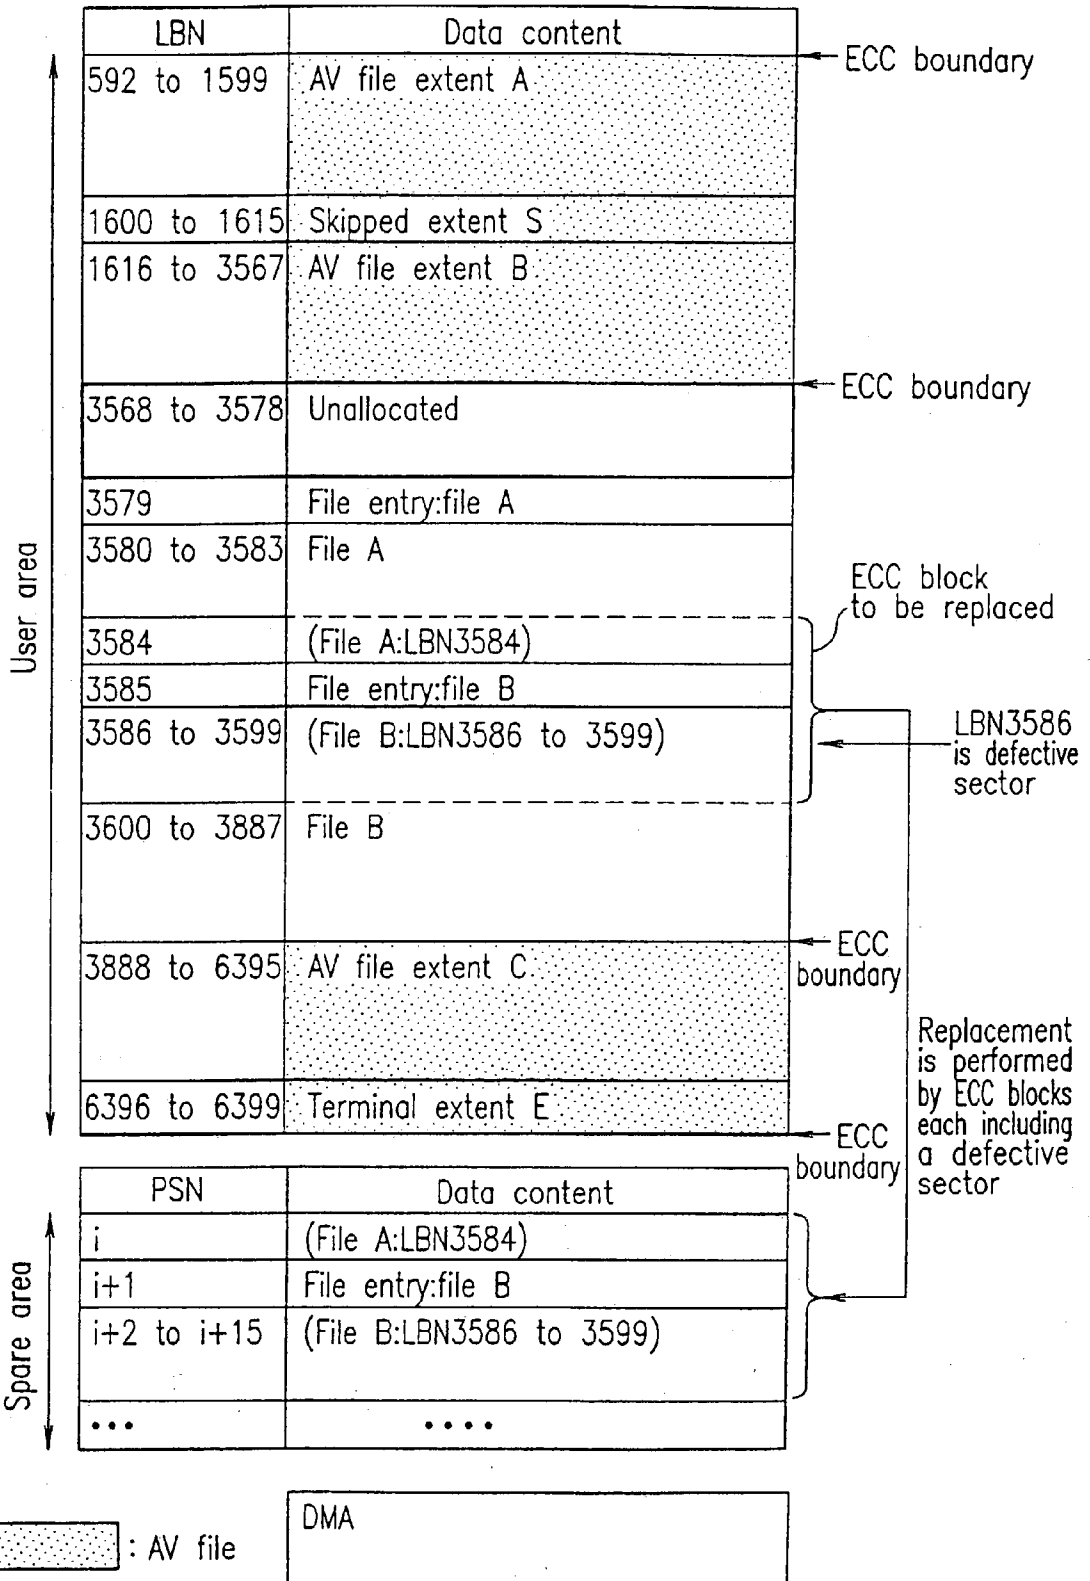 LBN Data content
ECC boundary
592 to 1599 AV file extent A
1600 to 1615 Skipped extent S
1616 to 3567 AV file extent B
ECC boundary
3568 to 3578 Unallocated
3579 File entry:file A
3580 to 3583 File A
ECC block
to be replaced
3584 (File A:LBN3584)
3585 File entry:file B
3586 to 3599 (File B:LBN3586 to 3599)
LBN3586
is defective
sector
3600 to 3887 File B
User area
ECC
boundary
3888 to 6395 AV file extent C
Replacement
is performed
by ECC blocks
each including
a defective
sector
6396 to 6399 Terminal extent E
ECC
boundary
PSN Data content
i (File A:LBN3584)
i+1 File entry:file B
i+2 to i+15 (File B:LBN3586 to 3599)
••• ••••
Spare area
DMA
: AV file